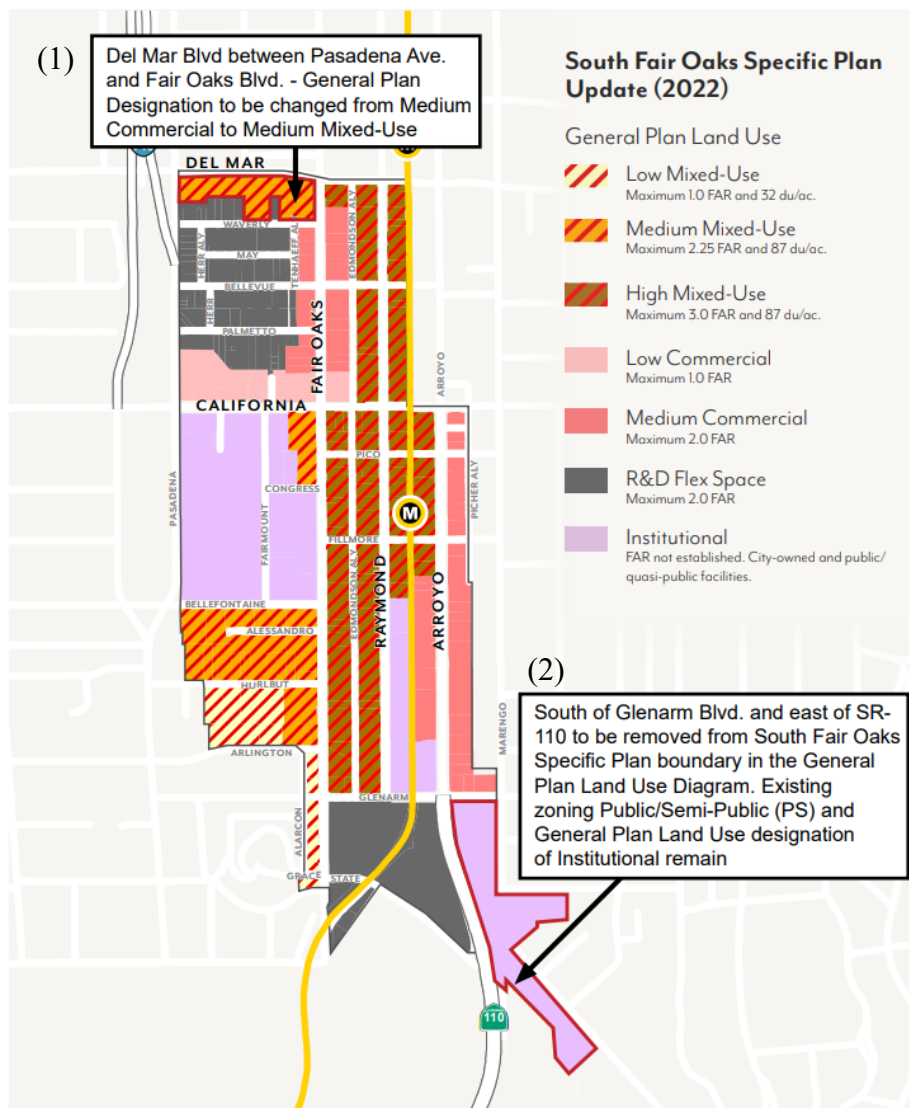 (1)
Del Mar Blvd between Pasadena Ave.
and Fair Oaks Blvd. - General Plan
Designation to be changed from Medium
Commercial to Medium Mixed-Use
South Fair Oaks Specific Plan
Update (2022)
General Plan Land Use
Low Mixed-Use
Maximum 1.0 FAR and 32 du/ac.
Medium Mixed-Use
Maximum 2.25 FAR and 87 du/ac.
High Mixed-Use
Maximum 3.0 FAR and 87 du/ac.
Low Commercial
Maximum 1.0 FAR
Medium Commercial
Maximum 2.0 FAR
R&D Flex Space
Maximum 2.0 FAR
Institutional
FAR not established. City-owned and public/
quasi-public facilities.
DEL MAR
WAVERLY
HERR ALY
MAY
TENHAEFF AL
EDMONDSON ALY
BELLEVUE
HERR
PALMETTO
FAIR OAKS
ARROYO
CALIFORNIA
PICO
PASADENA
CONGRESS
PICHER ALY
M
FAIRMOUNT
FILLMORE
BELLEFONTAINE
EDMONDSON ALY
RAYMOND
ARROYO
ALESSANDRO
HURLBUT
ARLINGTON
MARENGO
GLENARM
ALARCON
GRACE
STATE
(2)
South of Glenarm Blvd. and east of SR-
110 to be removed from South Fair Oaks
Specific Plan boundary in the General
Plan Land Use Diagram. Existing
zoning Public/Semi-Public (PS) and
General Plan Land Use designation
of Institutional remain
110